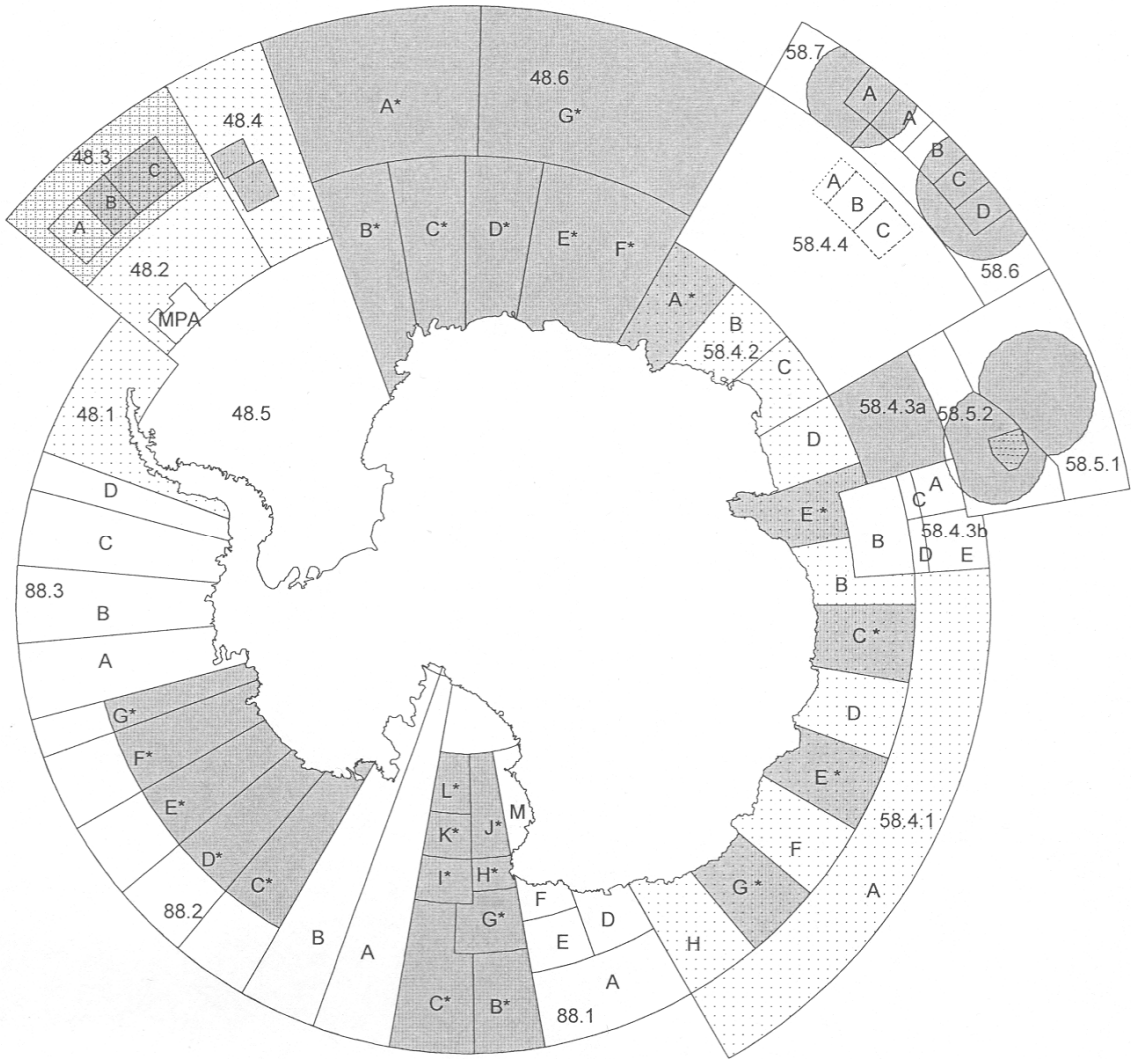 58.7
48.6
A*
G*
48.4
48.3
C
B
A
A
A
B
C
D
A
B
C
58.4.4
58.6
B*
C*
D*
E*
F*
48.2
MPA
A *
B
58.4.2
C
D
48.1
48.5
58.4.3a
58.5.2
58.5.1
D
C
E *
C
A
58.4.3b
B
D
E
B
88.3
B
A
C *
D
G*
F*
E*
D*
C*
88.2
B
A
L*
K*
J*
M
I*
H*
G*
C*
B*
F
E
D
A
88.1
E *
58.4.1
F
A
G *
H